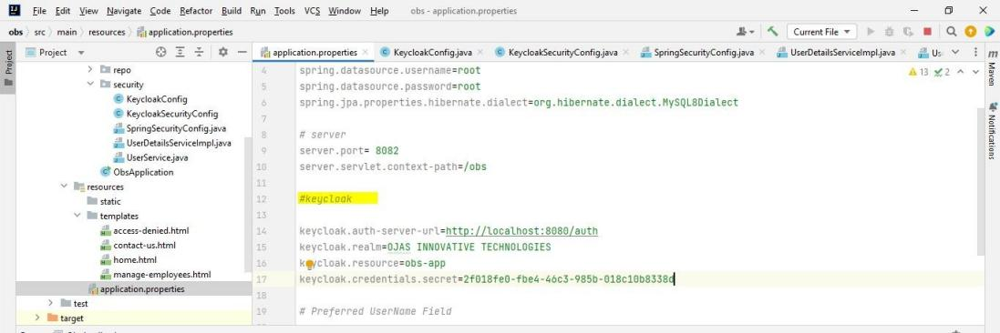 File Edit View Navigate Code Refactor Build Run Tools VCS Window Help obs - application.properties
obs src main resources application.properties Current File
Project application.properties KeycloakConfig.java KeycloakSecurityConfig.java SpringSecurityConfig.java UserDetailsServiceImpl.java Us
Project
Maven
Notifications
repo
security
KeycloakConfig
KeycloakSecurityConfig
SpringSecurityConfig.java
UserDetailsServiceImpl.java
UserService.java
ObsApplication
resources
static
templates
access-denied.html
contact-us.html
home.html
manage-employees.html
application.properties
test
target
13 2
4 spring.datasource.username=root
5 spring.datasource.password=root
6 spring.jpa.properties.hibernate.dialect=org.hibernate.dialect.MySQL8Dialect
7
8 # server
9 server.port= 8082
10 server.servlet.context-path=/obs
11
12 #keycloak
13
14 keycloak.auth-server-url=http://localhost:8080/auth
15 keycloak.realm=OJAS INNOVATIVE TECHNOLOGIES
16 keycloak.resource=obs-app
17 keycloak.credentials.secret=2f018fe0-fbe4-46c3-985b-018c10b8338d
18
19 # Preferred UserName Field